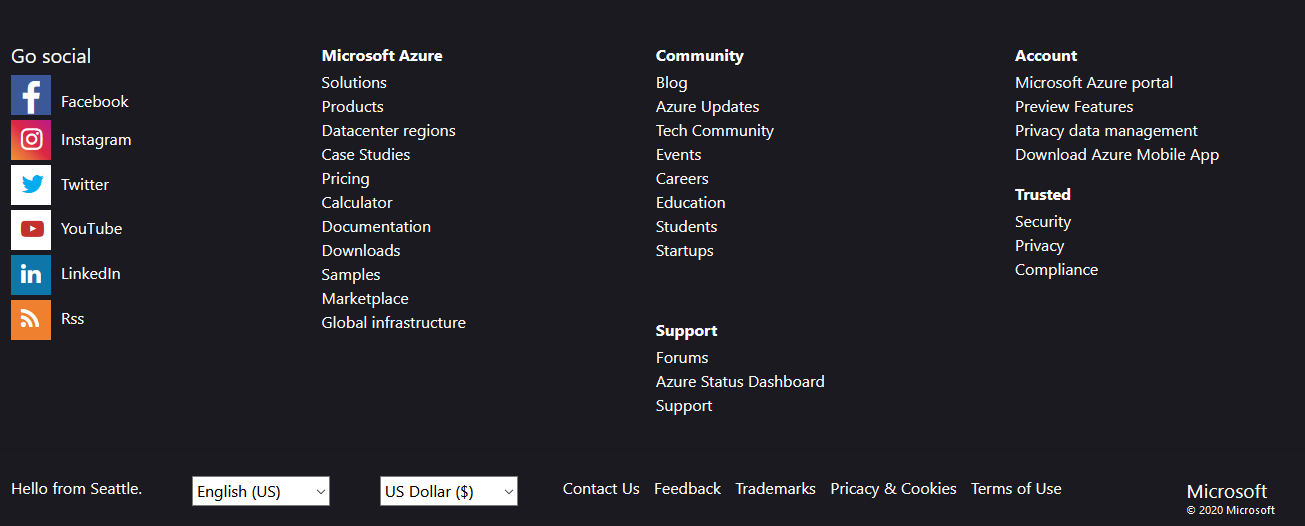 Go social
Facebook
Instagram
Twitter
YouTube
LinkedIn
Rss
Microsoft Azure
Solutions
Products
Datacenter regions
Case Studies
Pricing
Calculator
Documentation
Downloads
Samples
Marketplace
Global infrastructure
Community
Blog
Azure Updates
Tech Community
Events
Careers
Education
Students
Startups
Support
Forums
Azure Status Dashboard
Support
Account
Microsoft Azure portal
Preview Features
Privacy data management
Download Azure Mobile App
Trusted
Security
Privacy
Compliance
Hello from Seattle.
English (US)
US Dollar ($)
Contact Us Feedback Trademarks Privacy & Cookies Terms of Use
Microsoft
© 2020 Microsoft